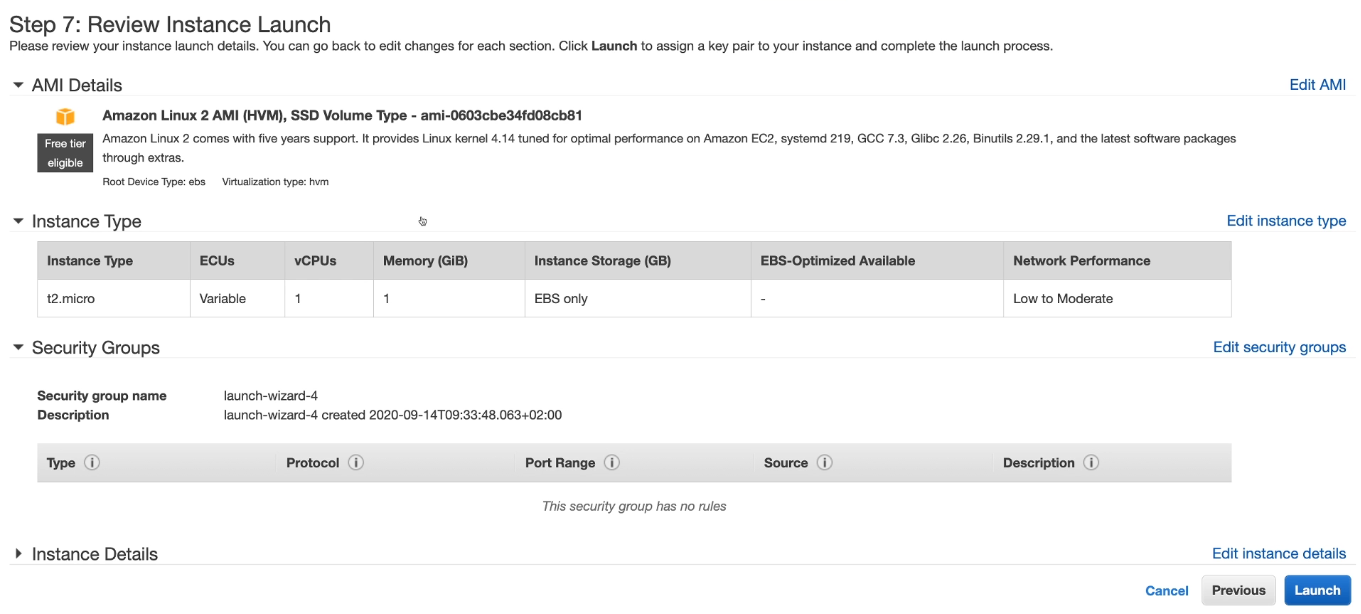 Step 7: Review Instance Launch
Please review your instance launch details. You can go back to edit changes for each section. Click Launch to assign a key pair to your instance and complete the launch process.
AMI Details Edit AMI
Amazon Linux 2 AMI (HVM), SSD Volume Type - ami-0603cbe34fd08cb81
Free tier eligible
Amazon Linux 2 comes with five years support. It provides Linux kernel 4.14 tuned for optimal performance on Amazon EC2, systemd 219, GCC 7.3, Glibc 2.26, Binutils 2.29.1, and the latest software packages
through extras.
Root Device Type: ebs Virtualization type: hvm
Instance Type Edit instance type
Instance Type ECUs vCPUs Memory (GiB) Instance Storage (GB) EBS-Optimized Available Network Performance
t2.micro Variable 1 1 EBS only - Low to Moderate
Security Groups Edit security groups
Security group name launch-wizard-4
Description launch-wizard-4 created 2020-09-14T09:33:48.063+02:00
Type Protocol Port Range Source Description
This security group has no rules
Instance Details Edit instance details
Cancel Previous Launch